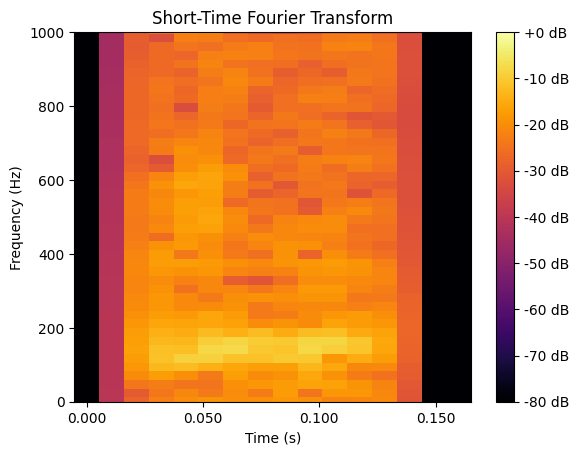 Short-Time Fourier Transform
1000
800
600
400
200
0
Frequency (Hz)
0.000
0.050
0.100
0.150
Time (s)
+0 dB
-10 dB
-20 dB
-30 dB
-40 dB
-50 dB
-60 dB
-70 dB
-80 dB